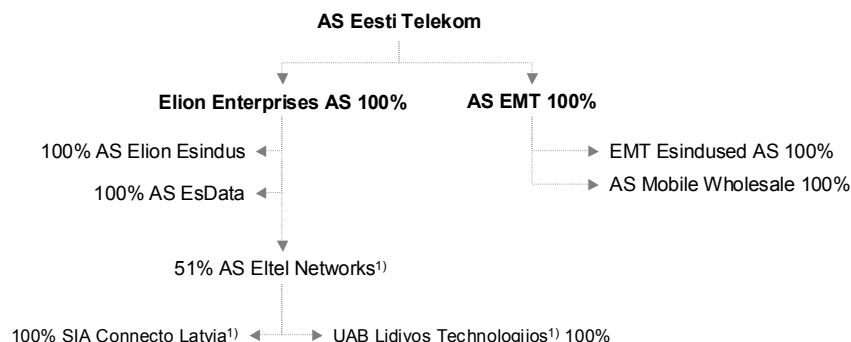 AS Eesti Telekom
Elion Enterprises AS 100% AS EMT 100%
100% AS Elion Esindus EMT Esindused AS 100%
100% AS EsData AS Mobile Wholesale 100%
51% AS Eltel Networks¹⁾
100% SIA Connecto Latvia¹⁾ UAB Lidivos Technologijos¹⁾ 100%